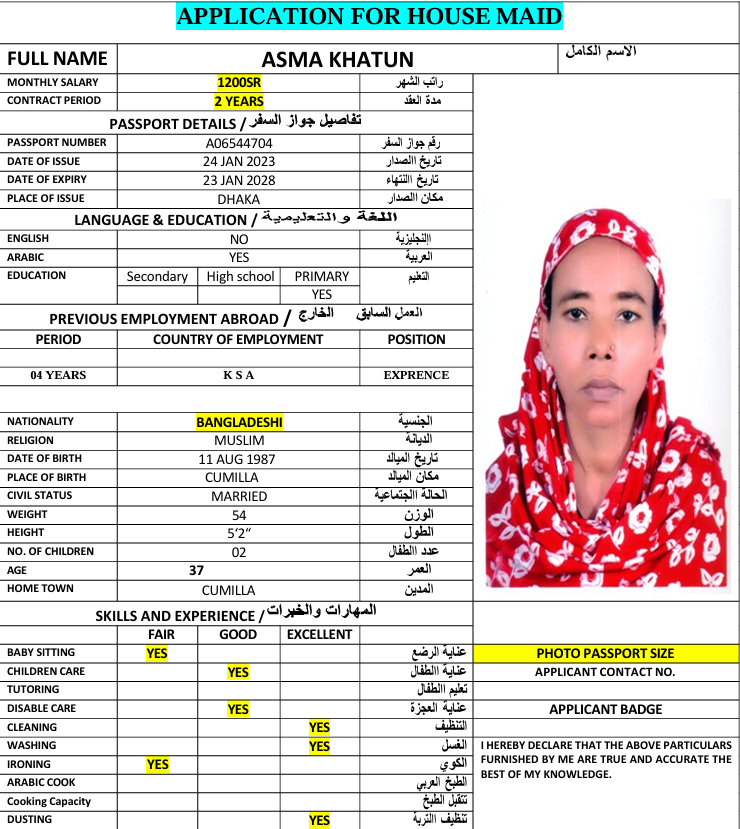 APPLICATION FOR HOUSE MAID
FULL NAME ASMA KHATUN الاسم الكامل
MONTHLY SALARY 1200SR راتب الشهر
CONTRACT PERIOD 2 YEARS مدة العقد
PASSPORT DETAILS / تفاصيل جواز السفر
PASSPORT NUMBER A06544704 رقم جواز السفر
DATE OF ISSUE 24 JAN 2023 تاريخ االصدار
DATE OF EXPIRY 23 JAN 2028 تاريخ االنتهاء
PLACE OF ISSUE DHAKA مكان االصدار
LANGUAGE & EDUCATION / اللغة والتعليمية
ENGLISH NO االنجليزية
ARABIC YES العربية
EDUCATION Secondary High school PRIMARY التعليم
YES
PREVIOUS EMPLOYMENT ABROAD / العمل السابق الخارج
PERIOD COUNTRY OF EMPLOYMENT POSITION
04 YEARS K S A EXPRENCE
NATIONALITY BANGLADESHI الجنسية
RELIGION MUSLIM الديانة
DATE OF BIRTH 11 AUG 1987 تاريخ الميالد
PLACE OF BIRTH CUMILLA مكان الميالد
CIVIL STATUS MARRIED الحالة االجتماعية
WEIGHT 54 الوزن
HEIGHT 5‘2“ الطول
NO. OF CHILDREN 02 عدد االطفال
AGE 37 العمر
HOME TOWN CUMILLA المدين
SKILLS AND EXPERIENCE / المهارات والخبرات
FAIR GOOD EXCELLENT
BABY SITTING YES عناية الرضع PHOTO PASSPORT SIZE
CHILDREN CARE YES عناية االطفال APPLICANT CONTACT NO.
TUTORING تعليم االطفال
DISABLE CARE YES عناية العجزة APPLICANT BADGE
CLEANING YES التنظيف
WASHING YES الغسل I HEREBY DECLARE THAT THE ABOVE PARTICULARS
IRONING YES الكوي FURNISHED BY ME ARE TRUE AND ACCURATE THE
ARABIC COOK الطبخ العربي BEST OF MY KNOWLEDGE.
Cooking Capacity تتقبل الطبخ
DUSTING YES تنظيف االتربة